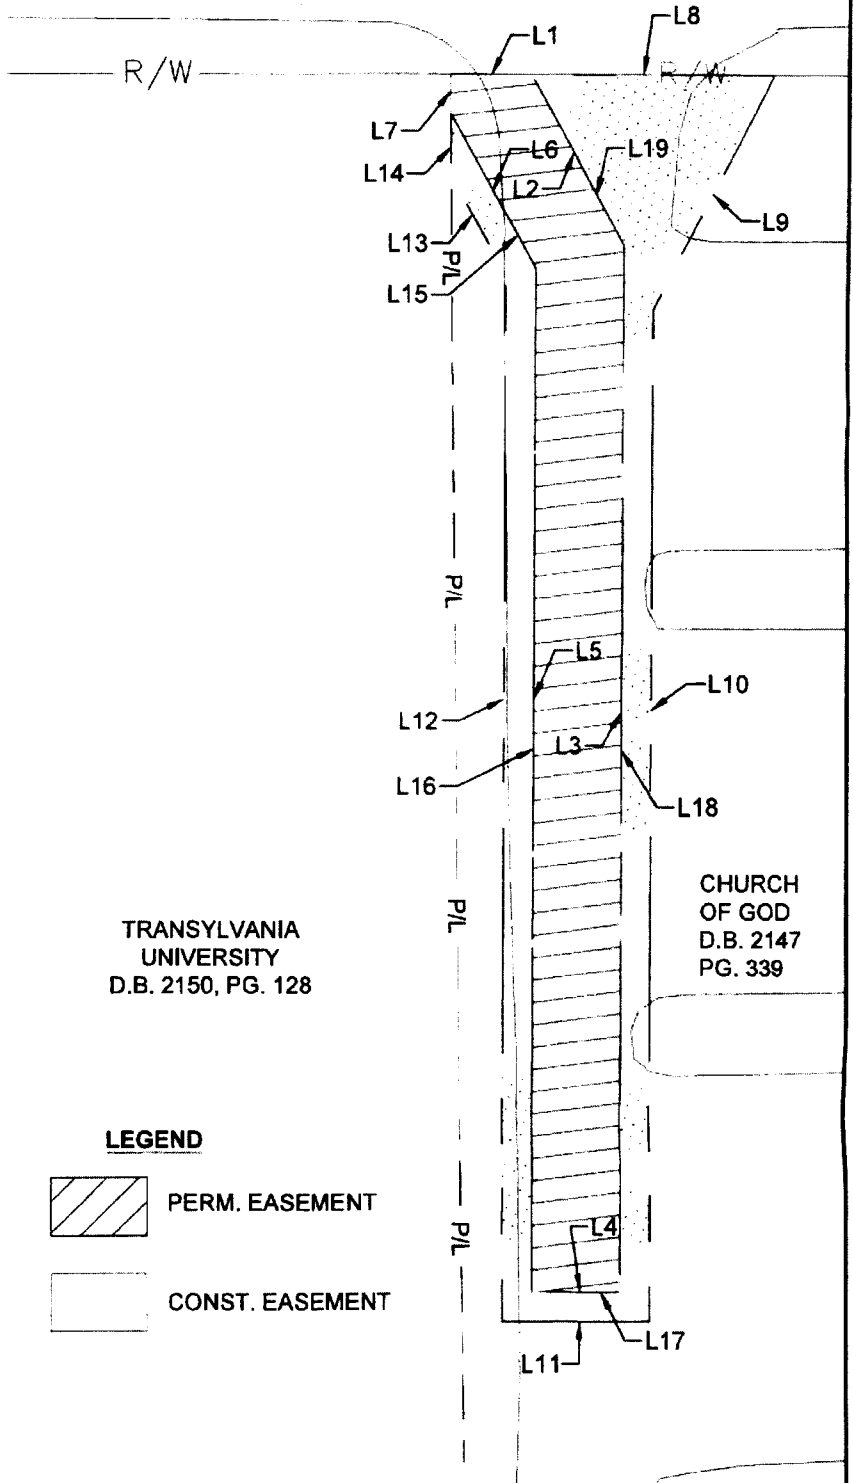 L8
L1
R/W
R/W
L7
L6
L19
L14
L2
L9
L13
P/L
L15
P/L
L5
L10
L12
L3
L16
L18
CHURCH
OF GOD
D.B. 2147
PG. 339
P/L
TRANSYLVANIA
UNIVERSITY
D.B. 2150, PG. 128
LEGEND
PERM. EASEMENT
L4
P/L
CONST. EASEMENT
L17
L11